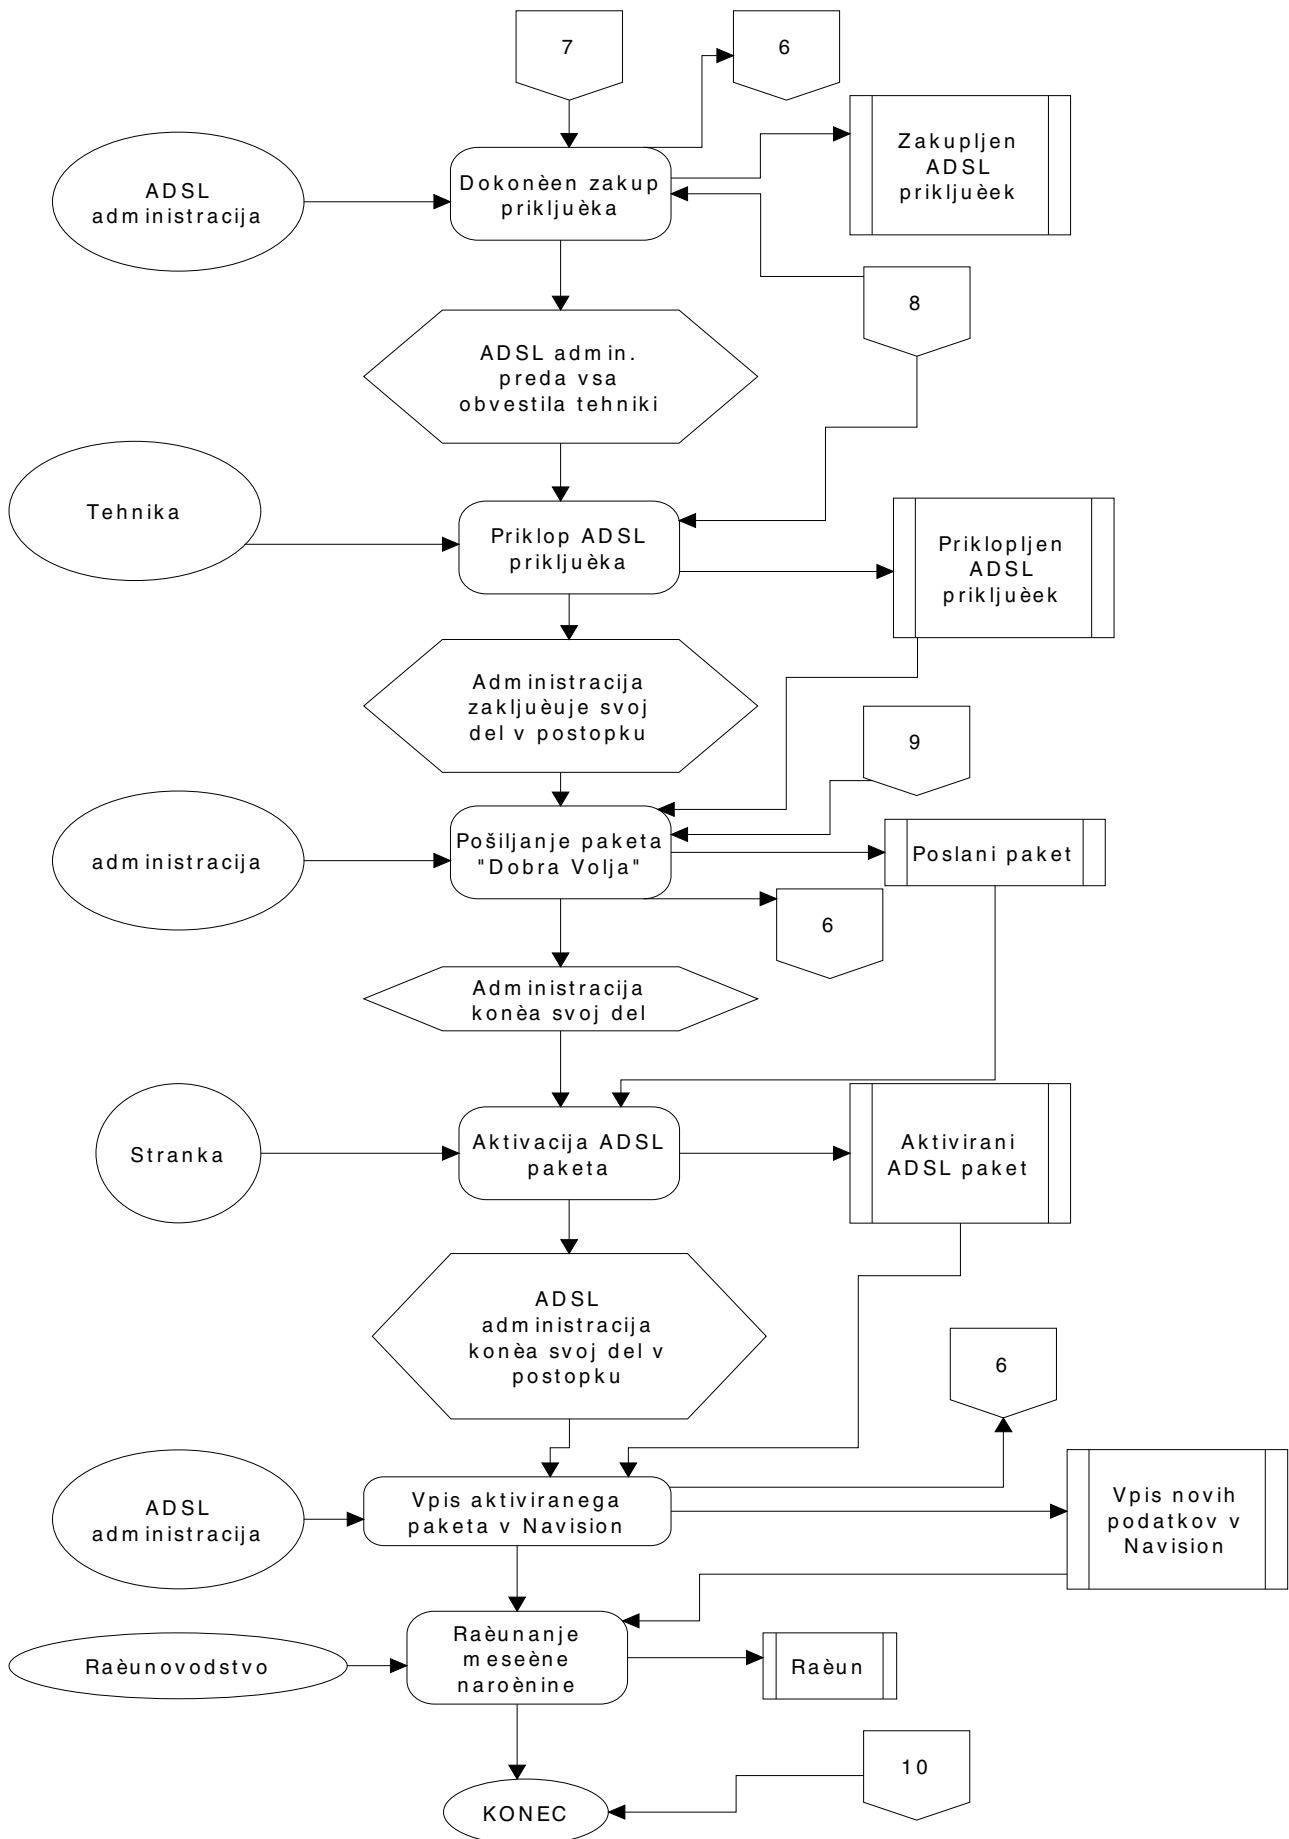 7
6
Zakupljen
ADSL
prikljuèek
ADSL
administracija
Dokonèen zakup
prikljuèka
8
ADSL admin.
preda vsa
obvestila tehniki
Tehnika
Priklop ADSL
prikljuèka
Priklopljen
ADSL
prikljuèek
Administracija
zakljuèuje svoj
del v postopku
9
administracija
Pošiljanje paketa
"Dobra Volja"
Poslani paket
6
Administracija
konèa svoj del
Stranka
Aktivacija ADSL
paketa
Aktivirani
ADSL paket
ADSL
administracija
konèa svoj del v
postopku
6
ADSL
administracija
Vpis aktiviranega
paketa v Navision
Vpis novih
podatkov v
Navision
Raèunovodstvo
Raèunanje
meseène
naroènine
Raèun
10
KONEC